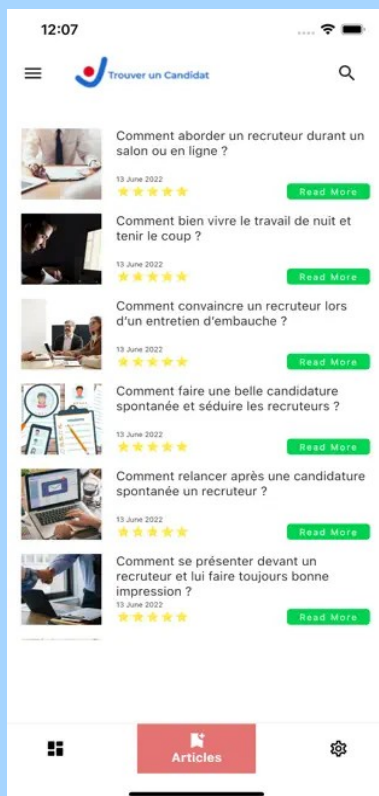 12:07
Trouver un Candidat
Comment aborder un recruteur durant un
salon ou en ligne ?
13 June 2022
Read More
Comment bien vivre le travail de nuit et
tenir le coup ?
13 June 2022
Read More
Comment convaincre un recruteur lors
d'un entretien d'embauche ?
13 June 2022
Read More
Comment faire une belle candidature
spontanée et séduire les recruteurs ?
13 June 2022
Read More
Comment relancer après une candidature
spontanée un recruteur ?
13 June 2022
Read More
Comment se présenter devant un
recruteur et lui faire toujours bonne
impression ?
13 June 2022
Read More
Articles